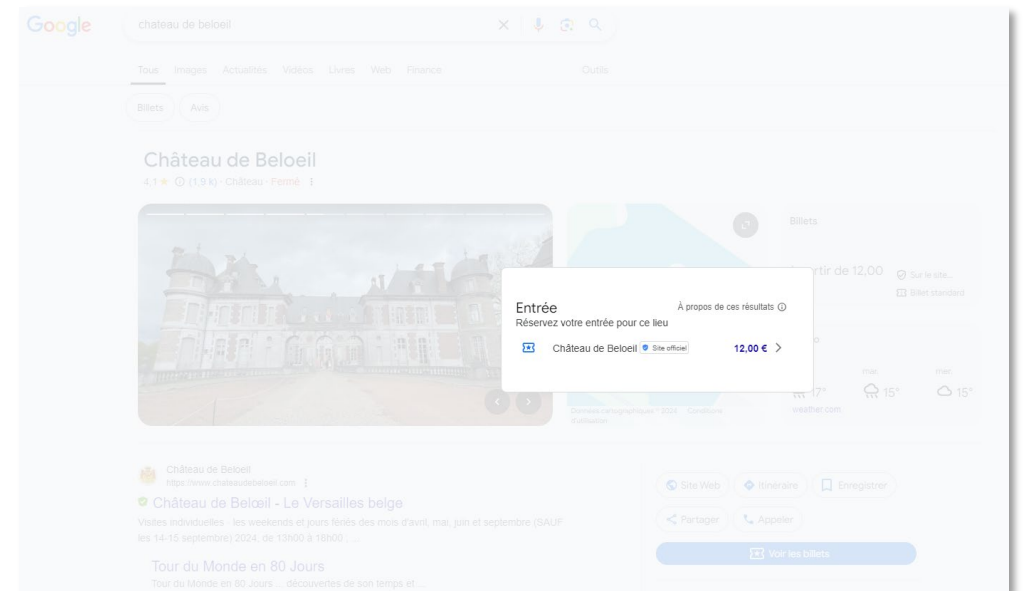 Google
chateau de beloeil
Tous Images Actualités Vidéos Livres Web Finance Outils
Billets Avis
Château de Beloeil
4,1 ★ (1,9 k) · Château · Fermé
Billets
rtir de 12,00
Sur le site...
Billet standard
Entrée
À propos de ces résultats
Réservez votre entrée pour ce lieu
Château de Beloeil Site officiel 12,00 € >
mar. mer.
17° 15° 15°
weather.com
Données cartographiques © 2024 Conditions
d'utilisation
Château de Beloeil
https://www.chateaudebeloeil.com
Château de Belœil - Le Versailles belge
Visites individuelles : les weekends et jours fériés des mois d'avril, mai, juin et septembre (SAUF
les 14-15 septembre) 2024, de 13h00 à 18h00 : ...
Tour du Monde en 80 Jours
Tour du Monde en 80 Jours ... découvertes de son temps et ...
Site Web Itinéraire Enregistrer
Partager Appeler
Voir les billets